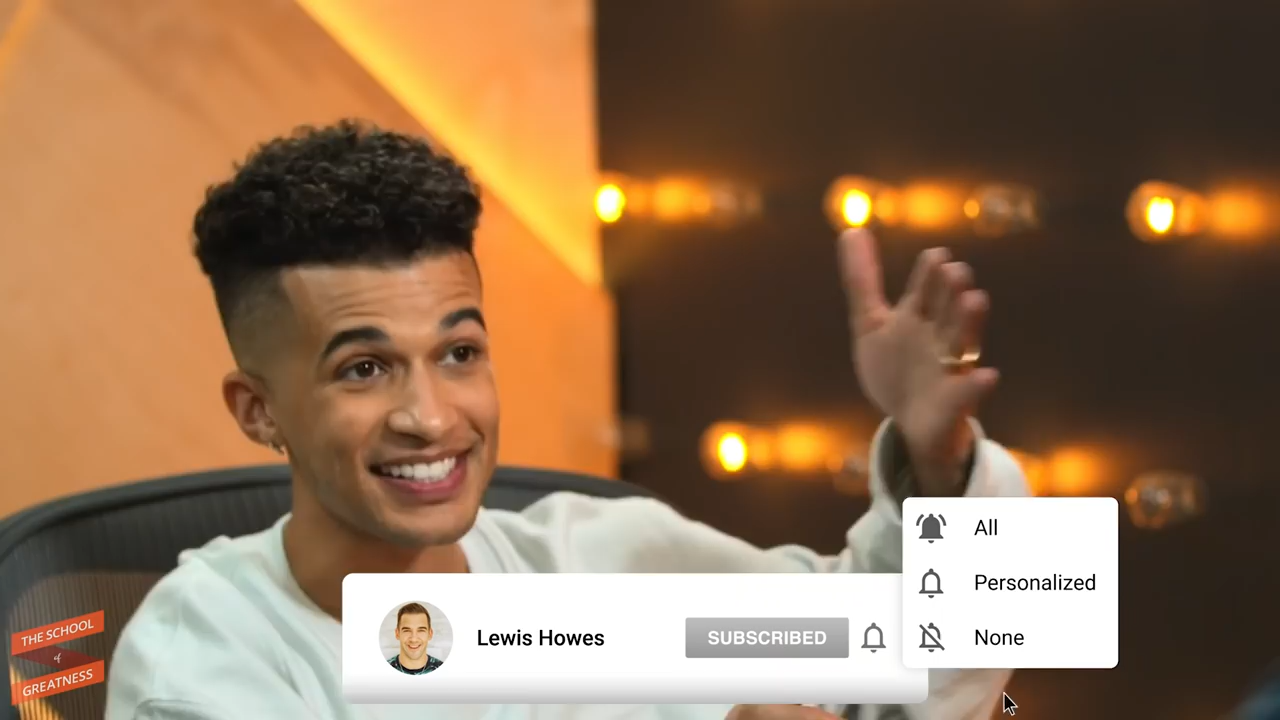 All
Personalized
Lewis Howes
SUBSCRIBED
None
THE SCHOOL
of
GREATNESS